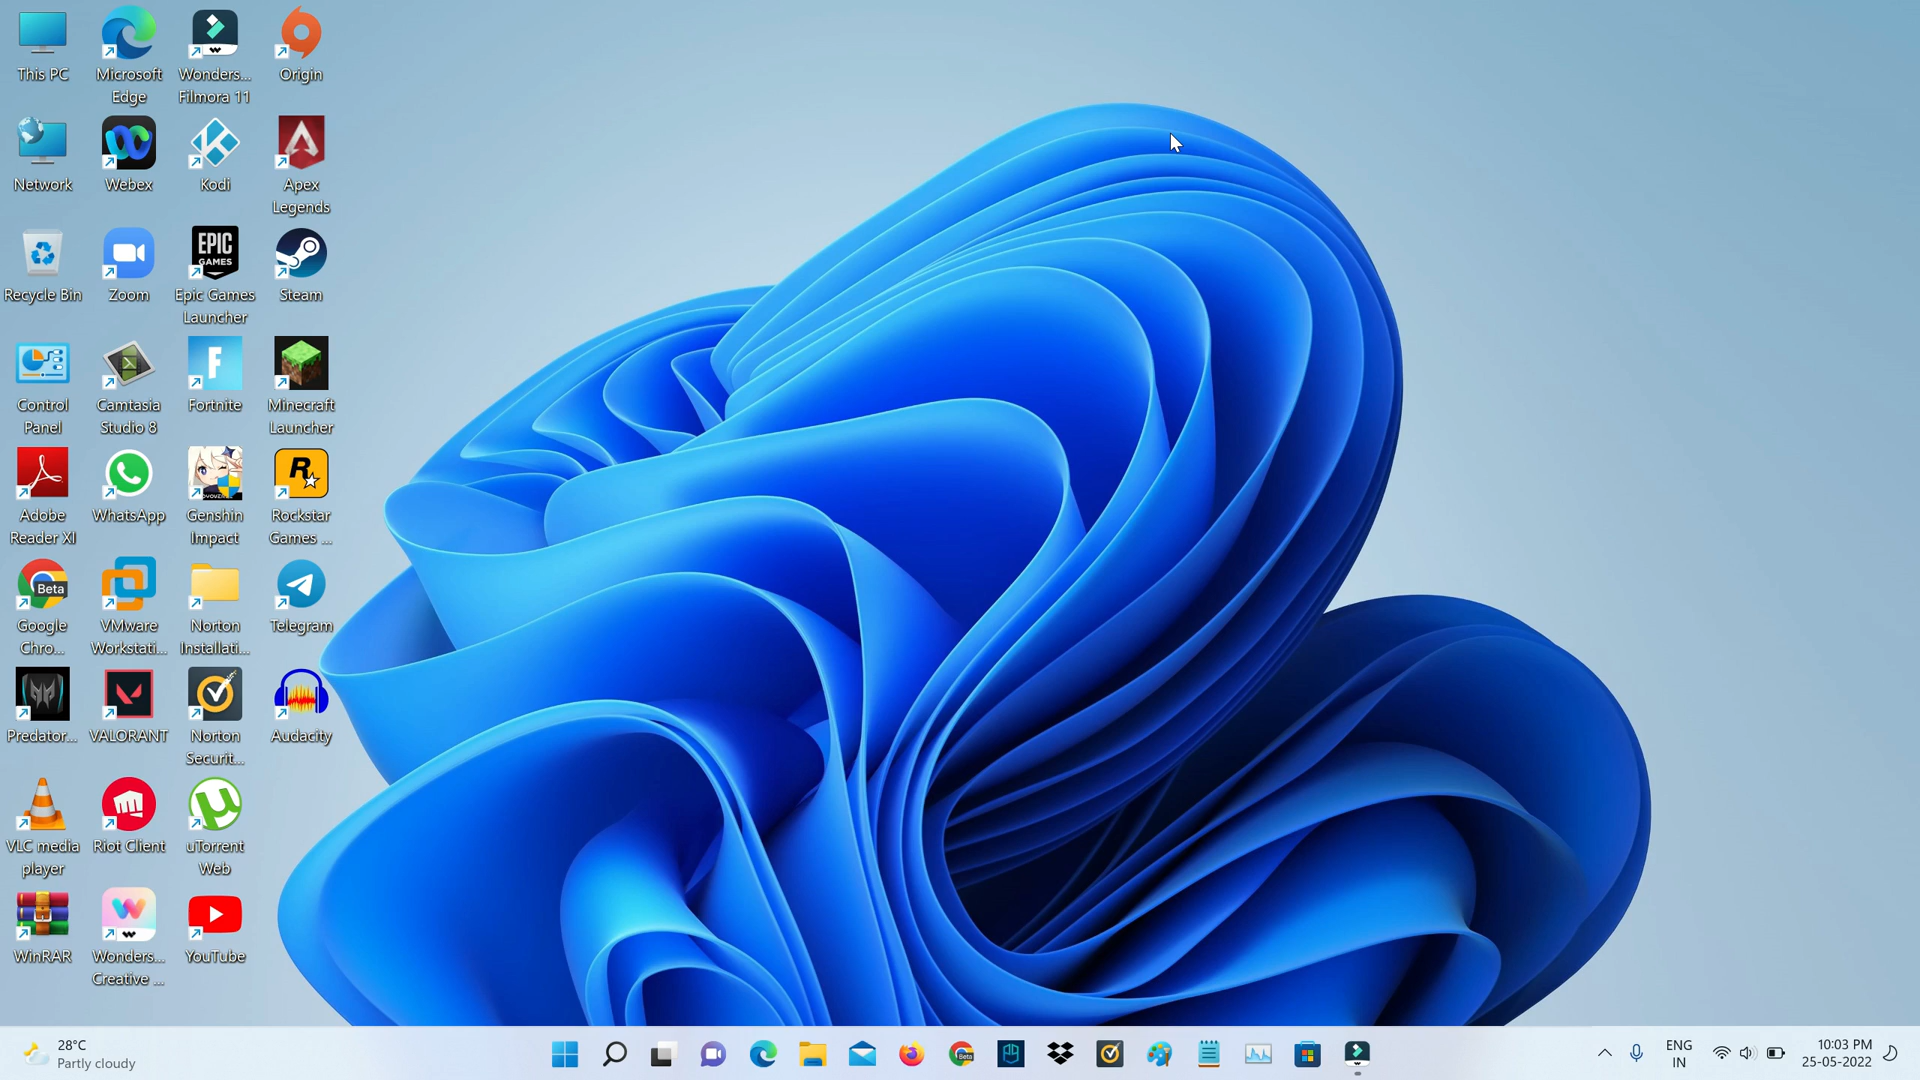 This PC
Microsoft
Edge
Wonders...
Filmora 11
Origin
Network
Webex
Kodi
Apex
Legends
Recycle Bin
Zoom
EPIC
GAMES
Epic Games
Launcher
Steam
Control
Panel
Camtasia
Studio 8
F
Fortnite
Minecraft
Launcher
Adobe
Reader XI
WhatsApp
Genshin
Impact
R
Rockstar
Games ...
Beta
Google
Chro...
VMware
Workstati...
Norton
Installati...
Telegram
Predator...
VALORANT
Norton
Securit...
Audacity
VLC media
player
Riot Client
uTorrent
Web
WinRAR
Wonders...
Creative ...
YouTube
28°C
Partly cloudy
Beta
ENG
IN
10:03 PM
25-05-2022